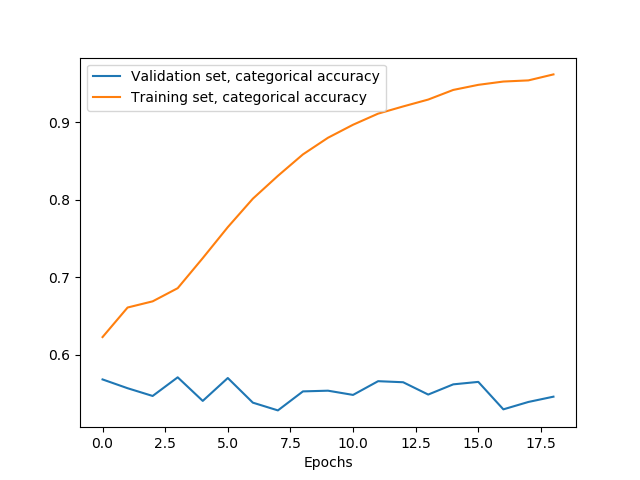 Validation set, categorical accuracy
Training set, categorical accuracy
0.9
0.8
0.7
0.6
0.0 2.5 5.0 7.5 10.0 12.5 15.0 17.5
Epochs